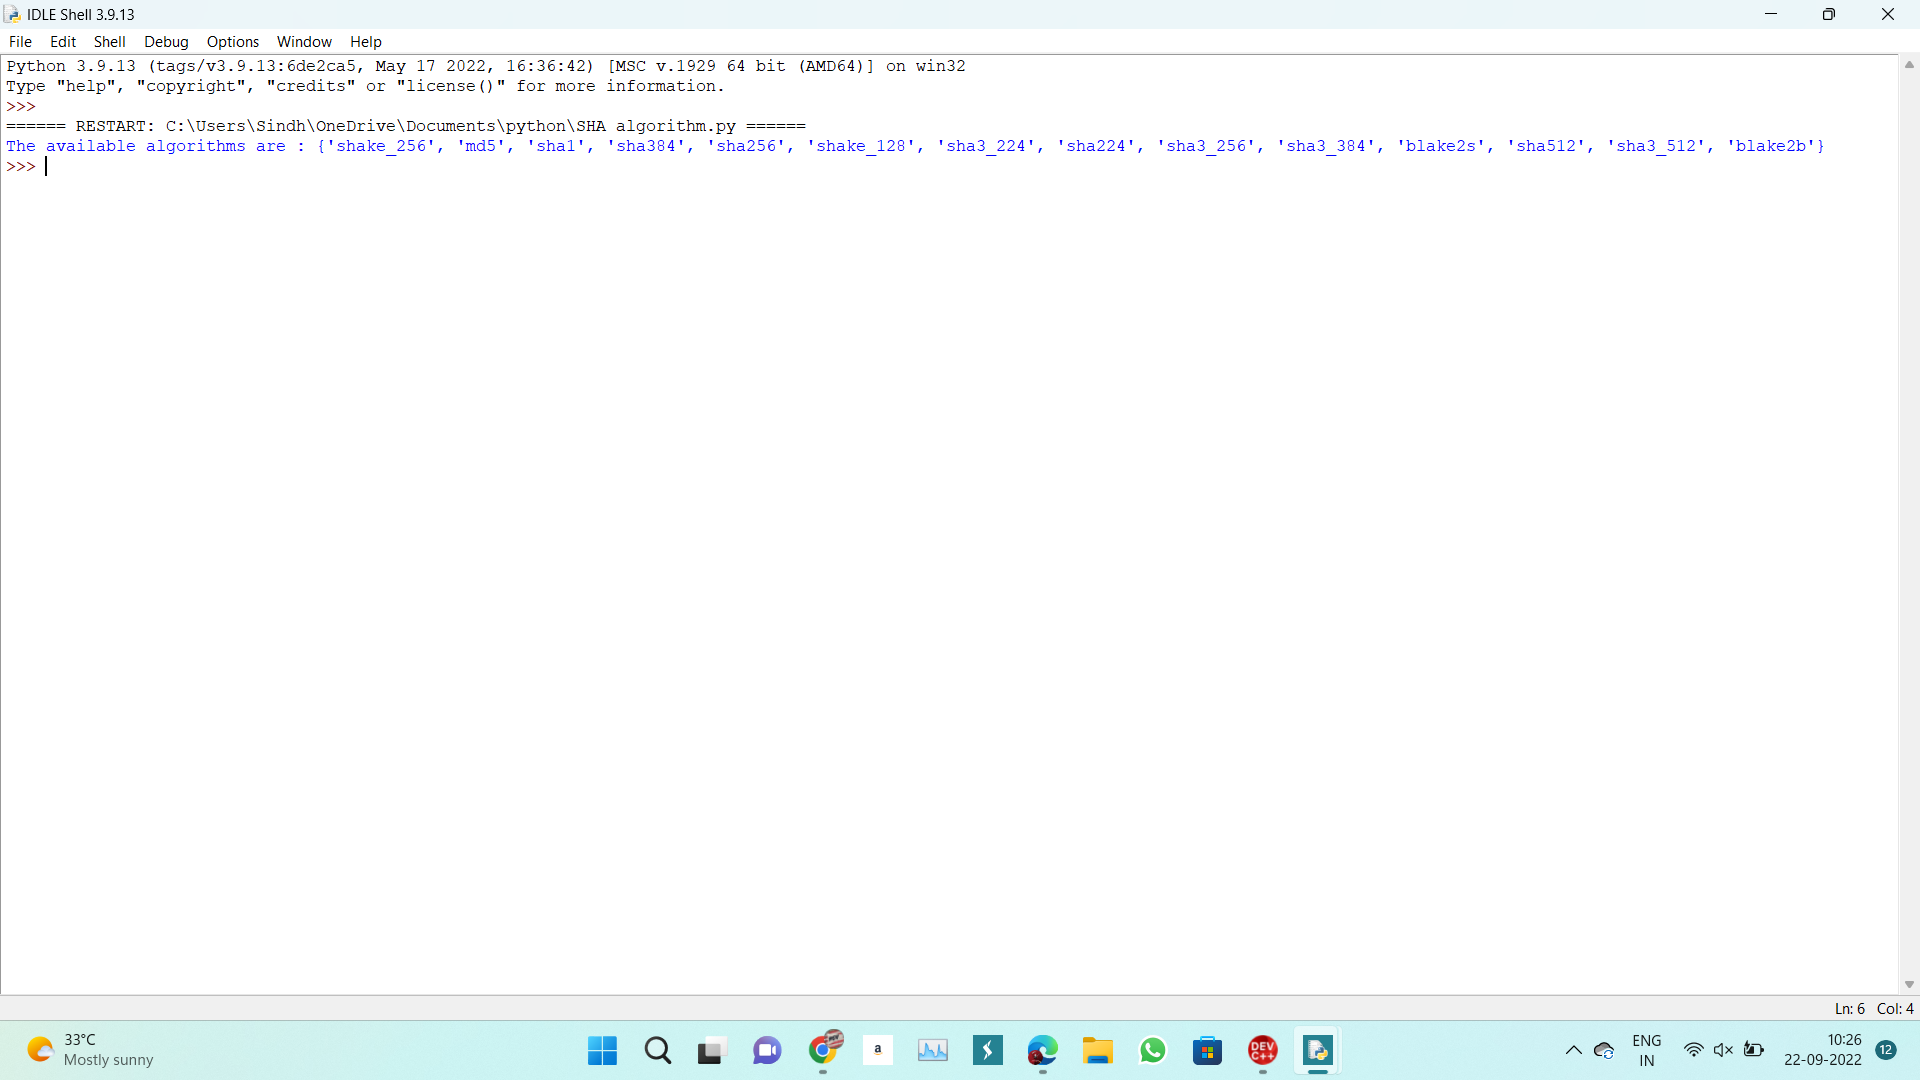 IDLE Shell 3.9.13
File Edit Shell Debug Options Window Help
Python 3.9.13 (tags/v3.9.13:6de2ca5, May 17 2022, 16:36:42) [MSC v.1929 64 bit (AMD64)] on win32
Type "help", "copyright", "credits" or "license()" for more information.
>>>
====== RESTART: C:\Users\Sindh\OneDrive\Documents\python\SHA algorithm.py ======
The available algorithms are : {'shake_256', 'md5', 'sha1', 'sha384', 'sha256', 'shake_128', 'sha3_224', 'sha224', 'sha3_256', 'sha3_384', 'blake2s', 'sha512', 'sha3_512', 'blake2b'}
>>>
Ln: 6 Col: 4
33°C
Mostly sunny
a
DEV
C++
ENG
IN
10:26
22-09-2022
12